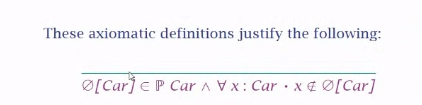 These axiomatic definitions justify the following:
∅[Car] ∈ ℙ Car ∧ ∀ x : Car · x ∉ ∅[Car]